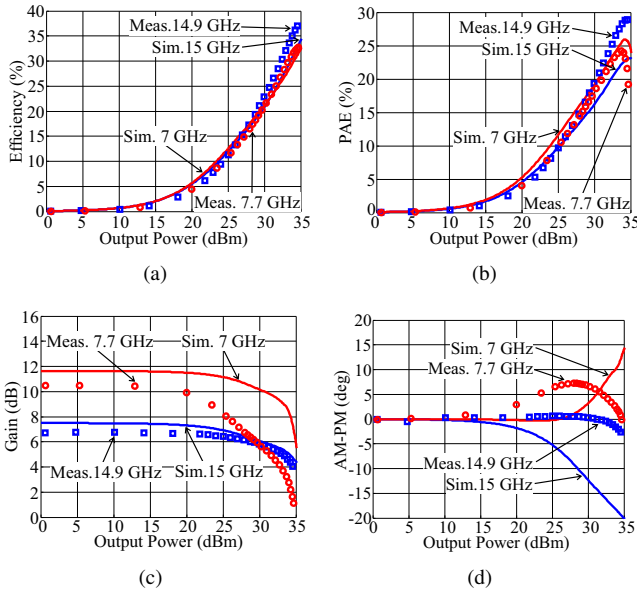 40
35
30
25
20
15
10
5
0
Efficiency (%)
Meas.14.9 GHz
Sim.15 GHz
Sim. 7 GHz
Meas. 7.7 GHz
0 5 10 15 20 25 30 35
Output Power (dBm)
(a)
30
25
20
15
10
5
0
PAE (%)
Meas.14.9 GHz
Sim.15 GHz
Sim. 7 GHz
Meas. 7.7 GHz
0 5 10 15 20 25 30 35
Output Power (dBm)
(b)
16
14
12
10
8
6
4
2
0
Gain (dB)
Meas. 7.7 GHz
Sim. 7 GHz
Meas.14.9 GHz
Sim.15 GHz
0 5 10 15 20 25 30 35
Output Power (dBm)
(c)
20
15
10
5
0
-5
-10
-15
-20
AM-PM (deg)
Sim. 7 GHz
Meas. 7.7 GHz
Meas.14.9 GHz
Sim.15 GHz
0 5 10 15 20 25 30 35
Output Power (dBm)
(d)